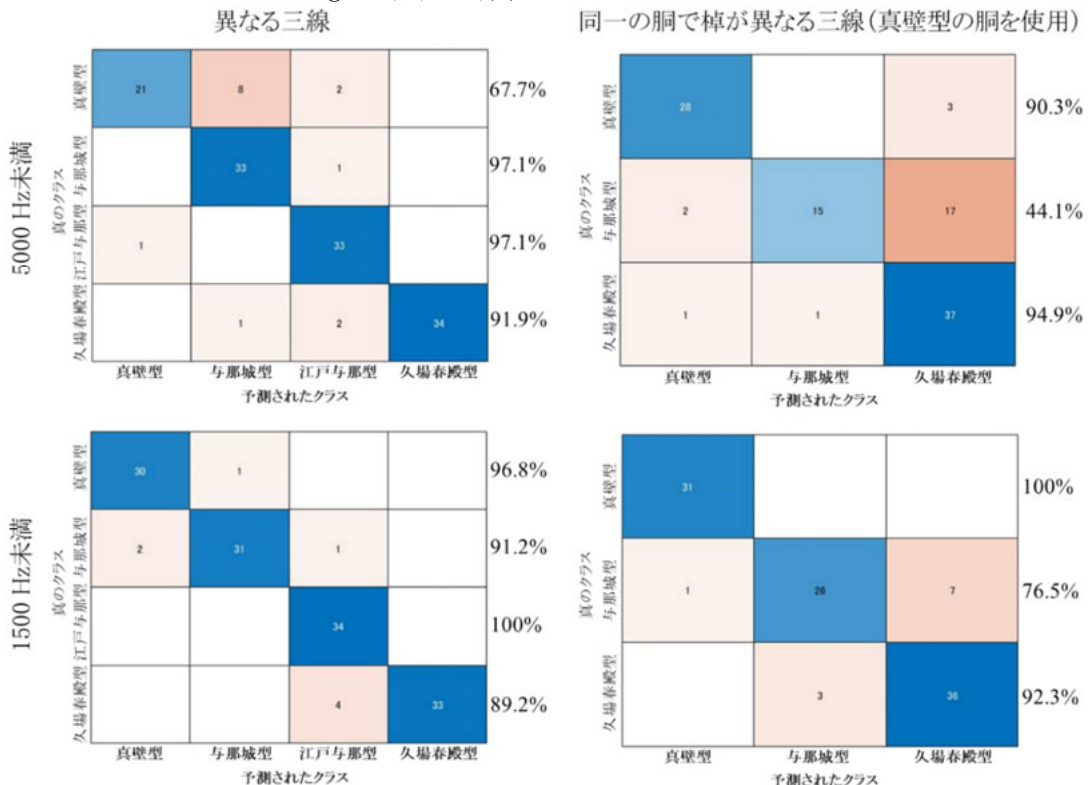 異なる三線
同一の胴で棹が異なる三線(真壁型の胴を使用)
5000 Hz未満
真のクラス
真壁型
21
8
2
67.7%
与那城型
33
1
97.1%
江戸与那型
1
33
97.1%
久場春殿型
1
2
34
91.9%
真壁型
与那城型
江戸与那型
久場春殿型
予測されたクラス
真のクラス
真壁型
28
3
90.3%
与那城型
2
15
17
44.1%
久場春殿型
1
1
37
94.9%
真壁型
与那城型
久場春殿型
予測されたクラス
1500 Hz未満
真のクラス
真壁型
30
1
96.8%
与那城型
2
31
1
91.2%
江戸与那型
34
100%
久場春殿型
4
33
89.2%
真壁型
与那城型
江戸与那型
久場春殿型
予測されたクラス
真のクラス
真壁型
31
100%
与那城型
1
26
7
76.5%
久場春殿型
3
36
92.3%
真壁型
与那城型
久場春殿型
予測されたクラス